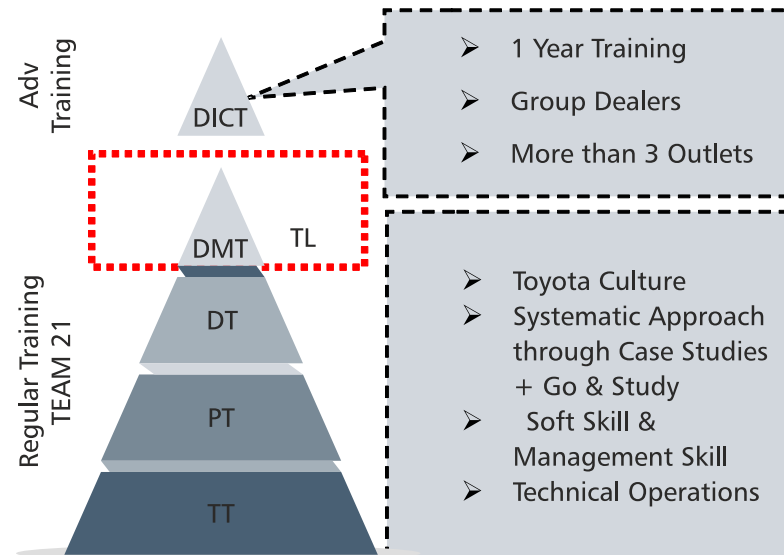 Adv
Training
DICT
➢ 1 Year Training
➢ Group Dealers
➢ More than 3 Outlets
DMT
TL
Regular Training
TEAM 21
DT
PT
TT
➢ Toyota Culture
➢ Systematic Approach
through Case Studies
+ Go & Study
➢ Soft Skill &
Management Skill
➢ Technical Operations